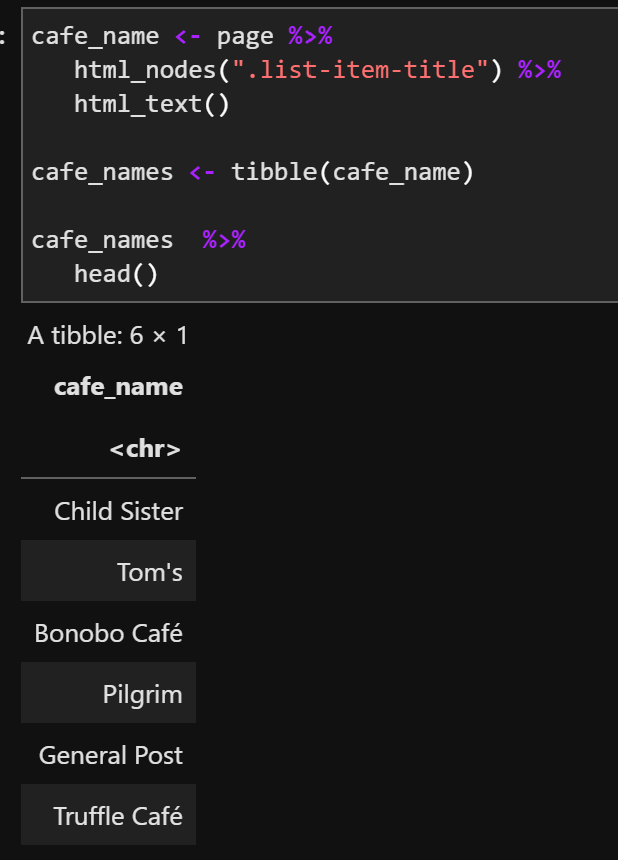 :
cafe_name <- page %>%
   html_nodes(".list-item-title") %>%
   html_text()
cafe_names <- tibble(cafe_name)
cafe_names  %>%
   head()
A tibble: 6 × 1
cafe_name
<chr>
Child Sister
Tom's
Bonobo Café
Pilgrim
General Post
Truffle Café